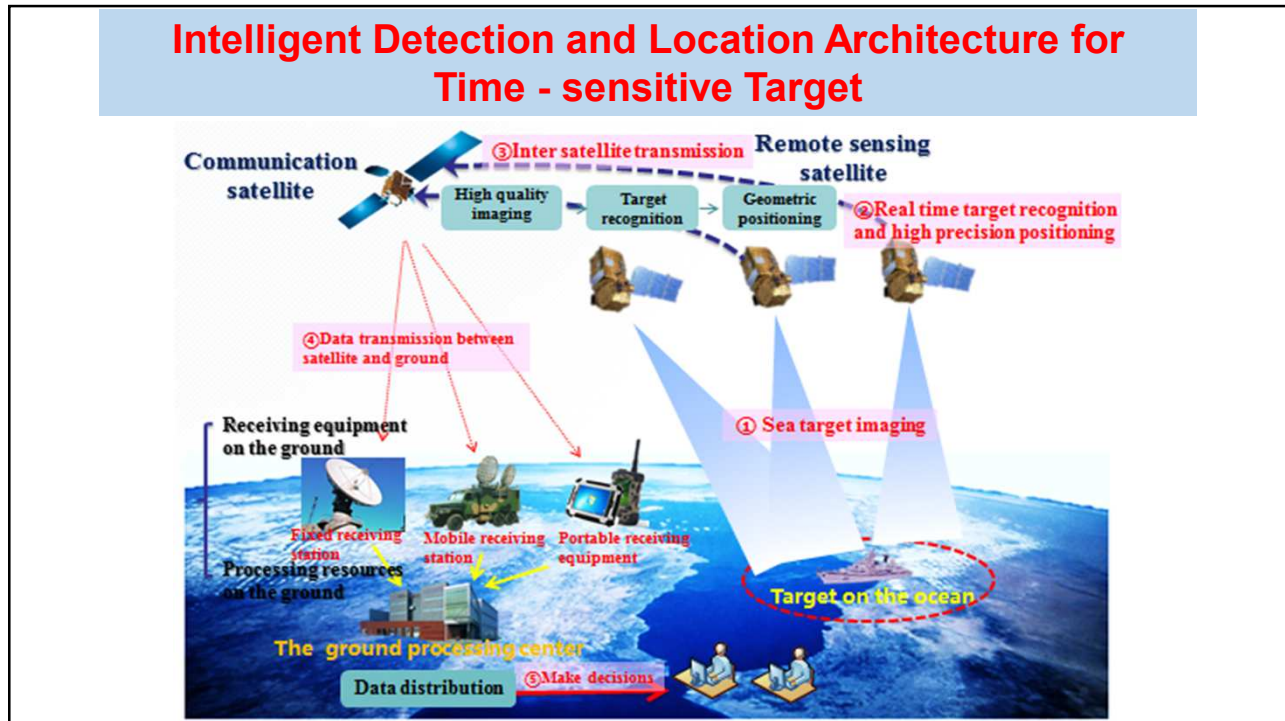 Intelligent Detection and Location Architecture for
Time - sensitive Target
Communication
satellite
③Inter satellite transmission
Remote sensing
satellite
High quality
imaging
Target
recognition
Geometric
positioning
②Real time target recognition
and high precision positioning
④Data transmission between
satellite and ground
① Sea target imaging
Receiving equipment
on the ground
Fixed receiving
station
Mobile receiving
station
Portable receiving
equipment
Processing resources
on the ground
Target on the ocean
The ground processing center
Data distribution
⑤Make decisions